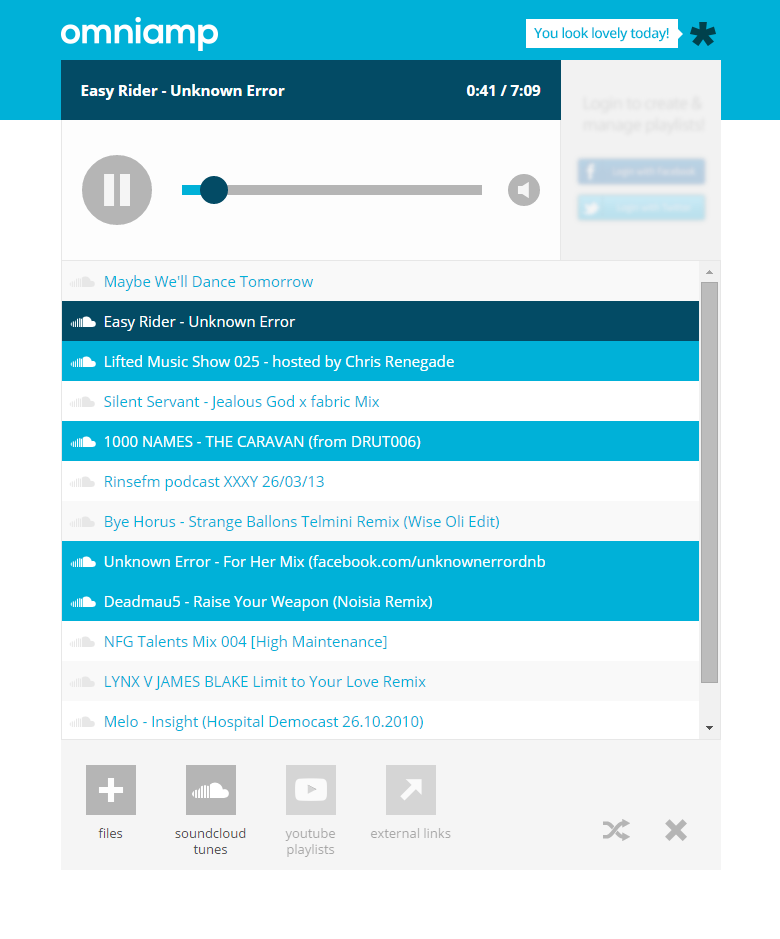 omniamp
You look lovely today!
Easy Rider - Unknown Error
0:41 / 7:09
Login to create &
manage playlists!
Login with Facebook
Login with Twitter
Maybe We'll Dance Tomorrow
Easy Rider - Unknown Error
Lifted Music Show 025 - hosted by Chris Renegade
Silent Servant - Jealous God x fabric Mix
1000 NAMES - THE CARAVAN (from DRUT006)
Rinsefm podcast XXXY 26/03/13
Bye Horus - Strange Ballons Telmini Remix (Wise Oli Edit)
Unknown Error - For Her Mix (facebook.com/unknownerrordnb
Deadmau5 - Raise Your Weapon (Noisia Remix)
NFG Talents Mix 004 [High Maintenance]
LYNX V JAMES BLAKE Limit to Your Love Remix
Melo - Insight (Hospital Democast 26.10.2010)
files
soundcloud
tunes
youtube
playlists
external links